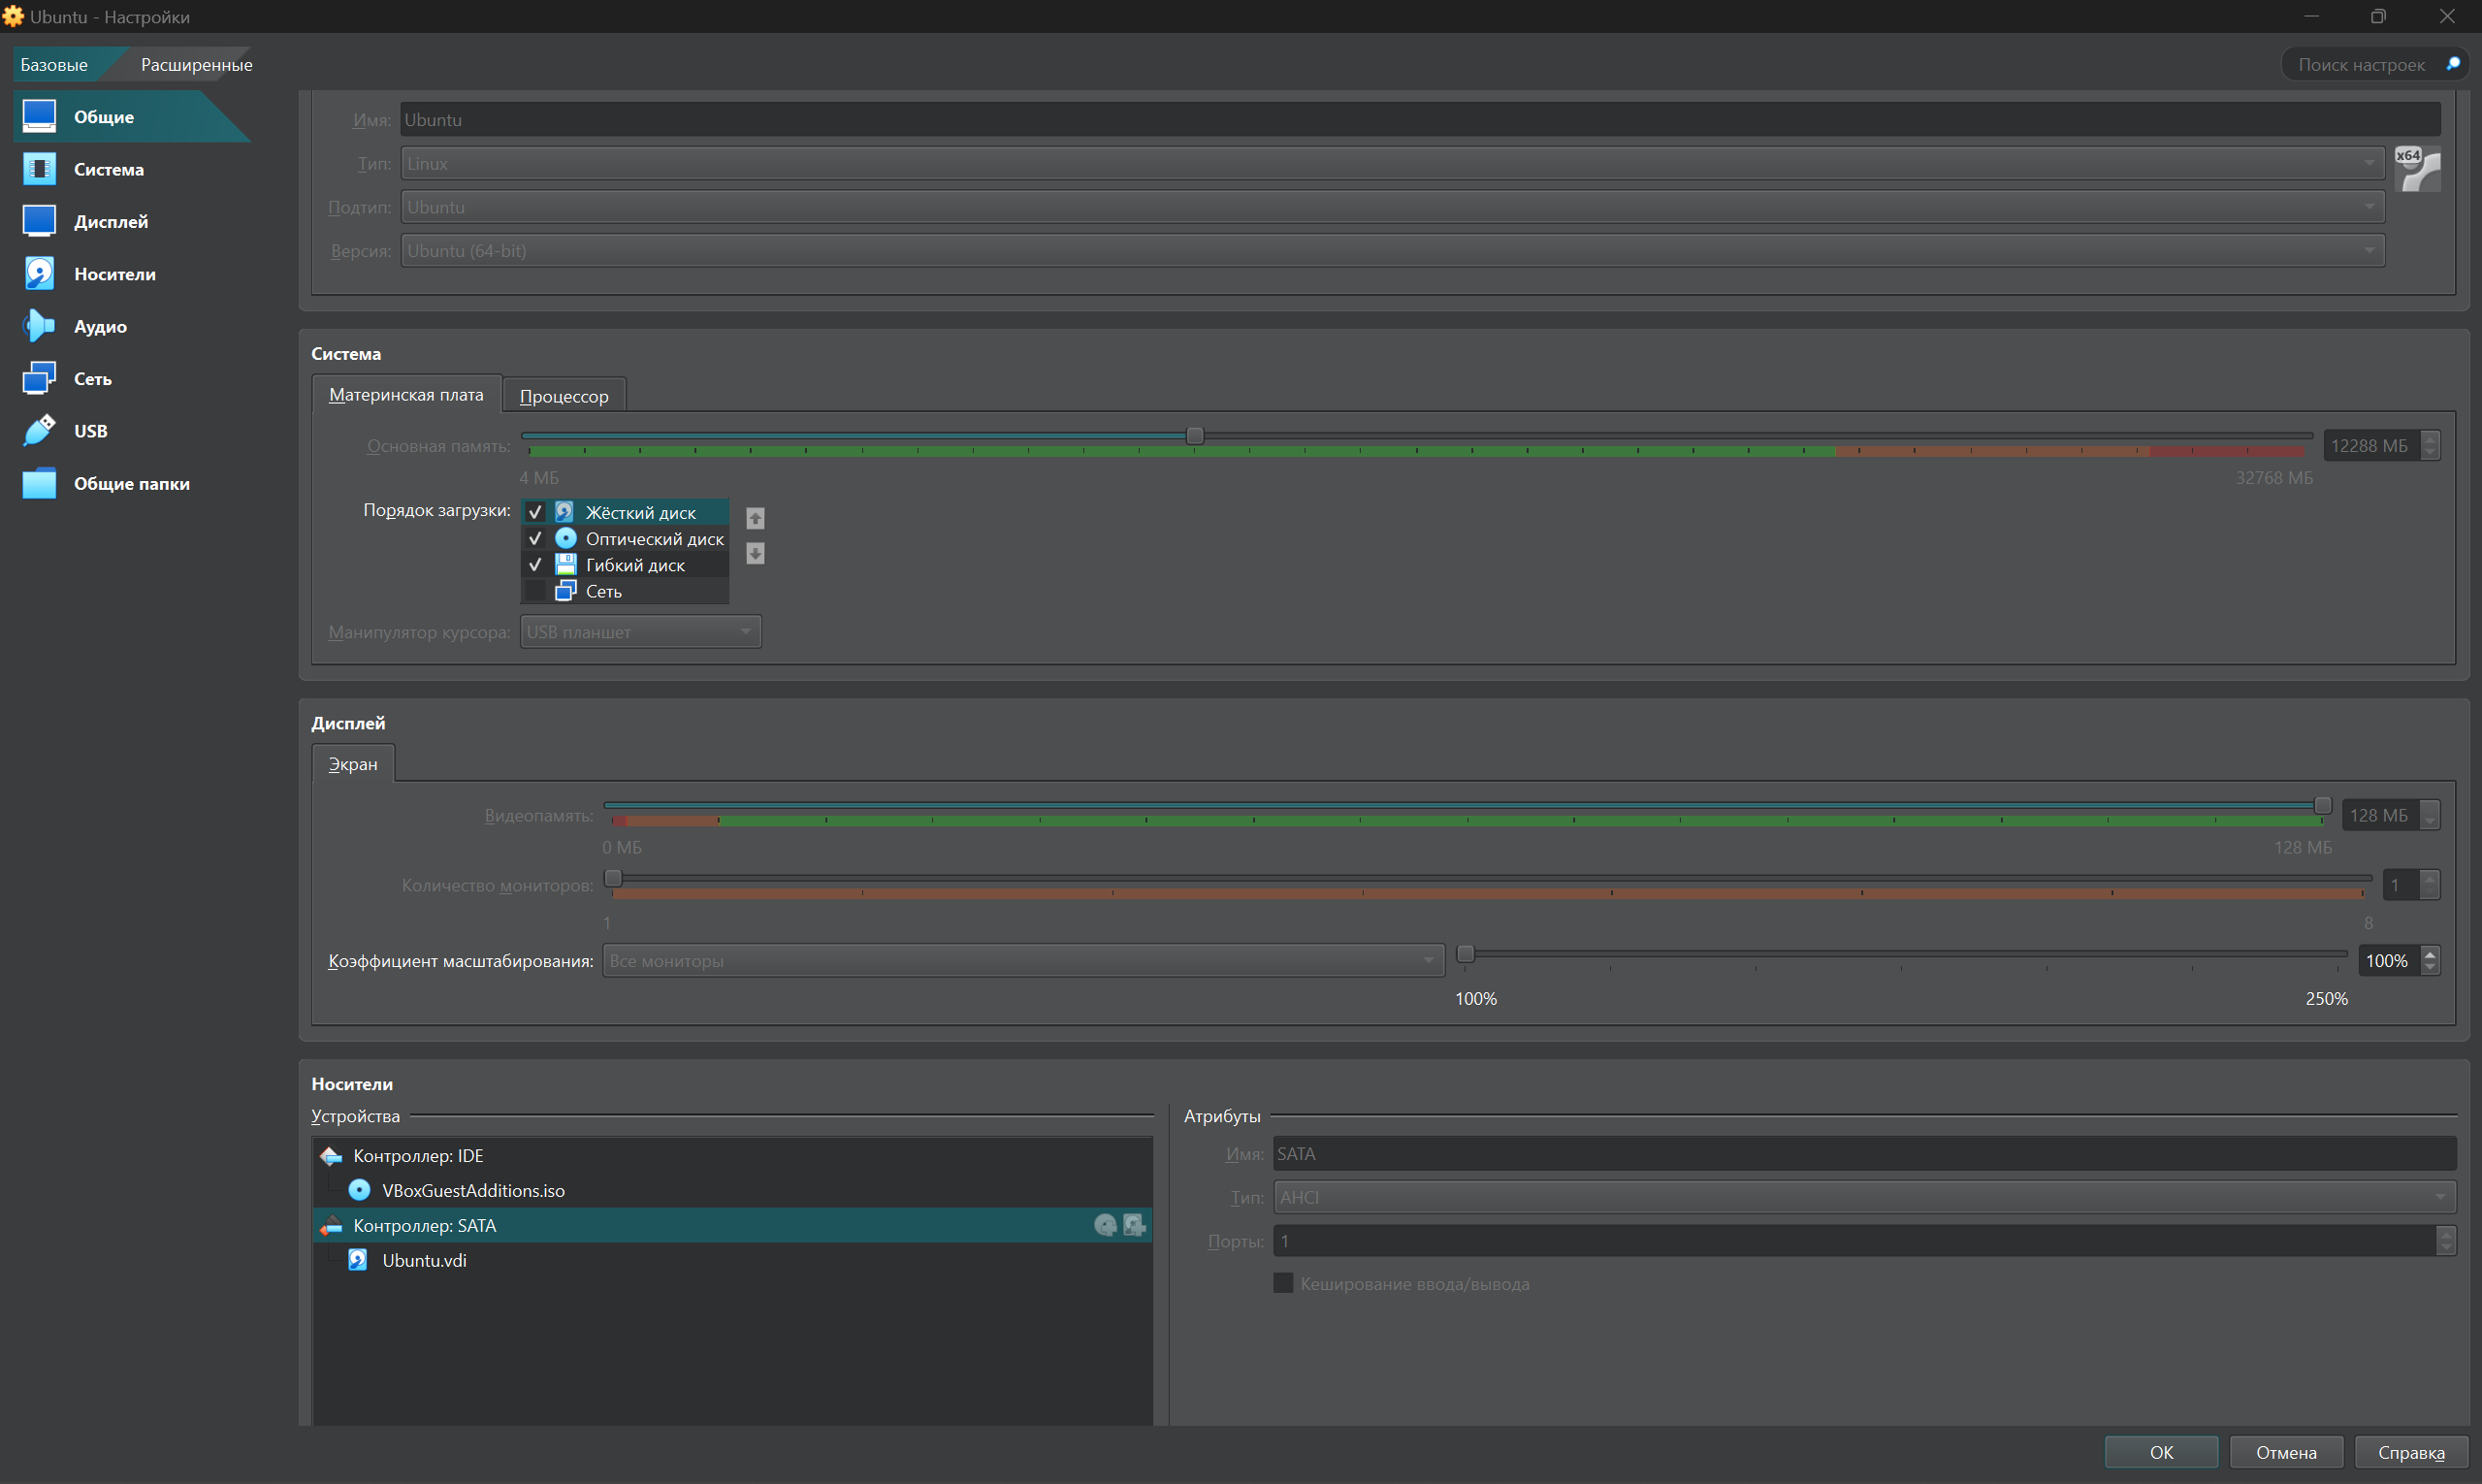 Ubuntu - Настройки
Базовые
Расширенные
Поиск настроек
Общие
Система
Дисплей
Носители
Аудио
Сеть
USB
Общие папки
Имя: Ubuntu
Тип: Linux
x64
Подтип: Ubuntu
Версия: Ubuntu (64-bit)
Система
Материнская плата
Процессор
Основная память: 12288 МБ
4 МБ 32768 МБ
Порядок загрузки: Жёсткий диск
Оптический диск
Гибкий диск
Сеть
Манипулятор курсора: USB планшет
Дисплей
Экран
Видеопамять: 128 МБ
0 МБ 128 МБ
Количество мониторов: 1
1 8
Коэффициент масштабирования: Все мониторы 100%
100% 250%
Носители
Устройства
Контроллер: IDE
VBoxGuestAdditions.iso
Контроллер: SATA
Ubuntu.vdi
Атрибуты
Имя: SATA
Тип: AHCI
Порты: 1
Кеширование ввода/вывода
OK
Отмена
Справка